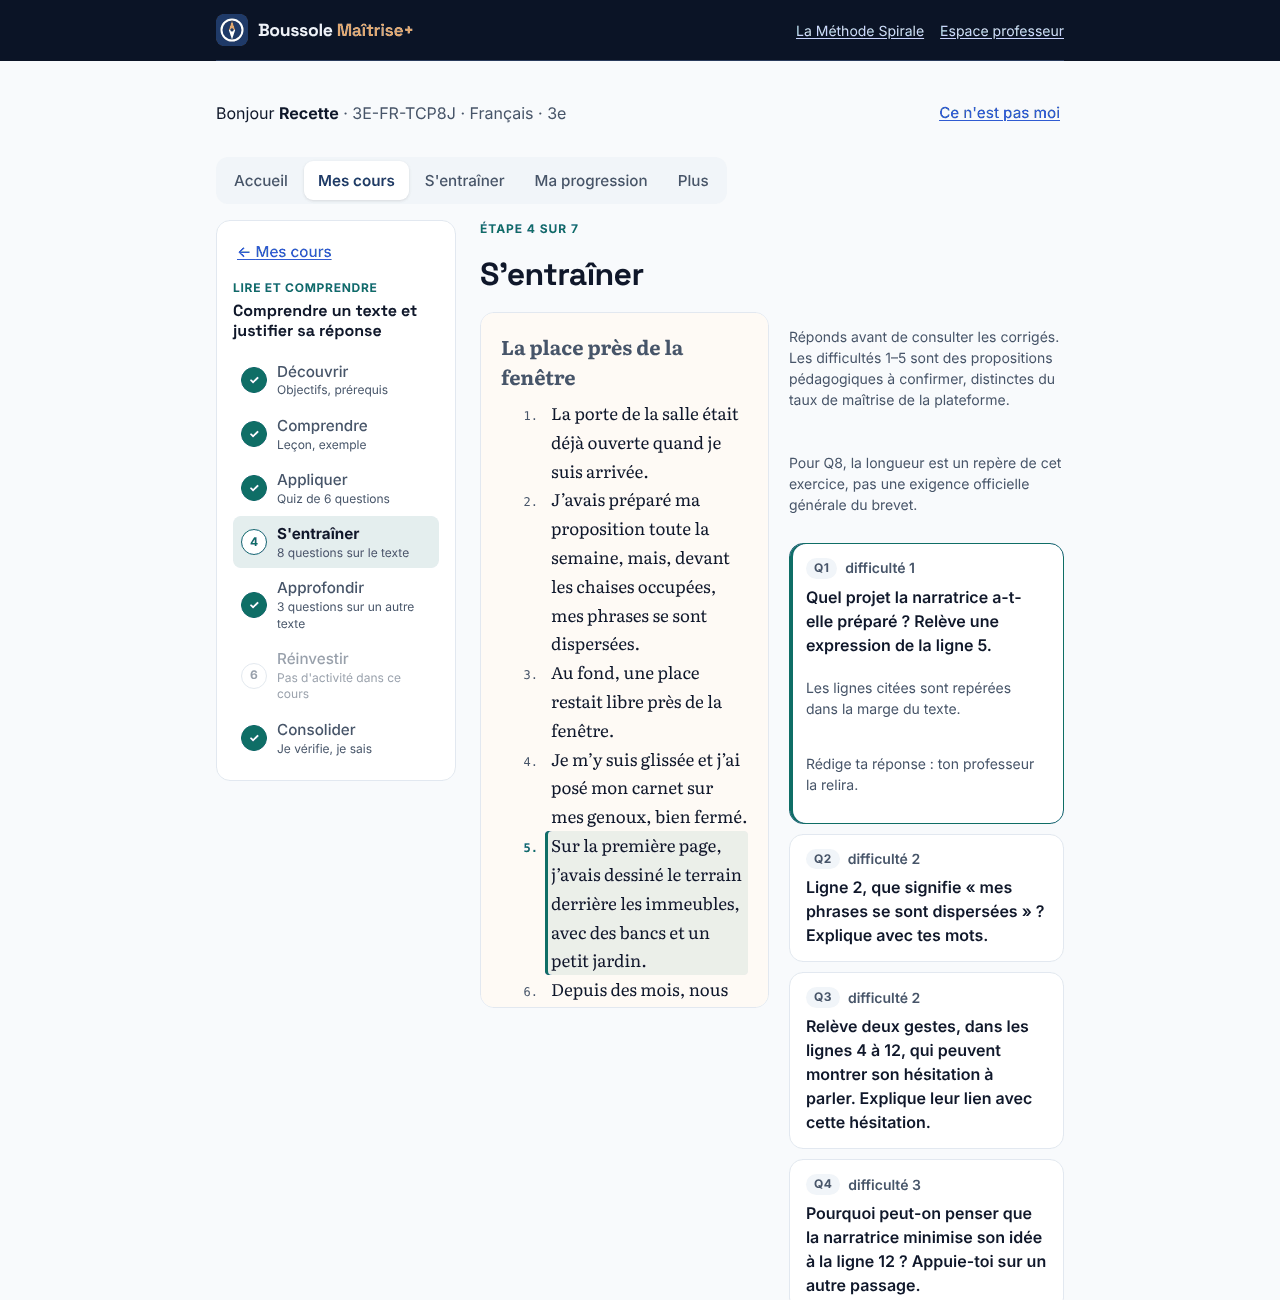 Boussole Maîtrise+
La Méthode Spirale
Espace professeur
Bonjour Recette · 3E-FR-TCP8J · Français · 3e
Ce n'est pas moi
Accueil
Mes cours
S'entraîner
Ma progression
Plus
← Mes cours
LIRE ET COMPRENDRE
Comprendre un texte et
justifier sa réponse
Découvrir
Objectifs, prérequis
Comprendre
Leçon, exemple
Appliquer
Quiz de 6 questions
4
S'entraîner
8 questions sur le texte
Approfondir
3 questions sur un autre
texte
6
Réinvestir
Pas d'activité dans ce
cours
Consolider
Je vérifie, je sais
ÉTAPE 4 SUR 7
S’entraîner
La place près de la
fenêtre
1. La porte de la salle était
déjà ouverte quand je
suis arrivée.
2. J’avais préparé ma
proposition toute la
semaine, mais, devant
les chaises occupées,
mes phrases se sont
dispersées.
3. Au fond, une place
restait libre près de la
fenêtre.
4. Je m’y suis glissée et j’ai
posé mon carnet sur
mes genoux, bien fermé.
5. Sur la première page,
j’avais dessiné le terrain
derrière les immeubles,
avec des bancs et un
petit jardin.
6. Depuis des mois, nous
Réponds avant de consulter les corrigés.
Les difficultés 1–5 sont des propositions
pédagogiques à confirmer, distinctes du
taux de maîtrise de la plateforme.
Pour Q8, la longueur est un repère de cet
exercice, pas une exigence officielle
générale du brevet.
Q1 difficulté 1
Quel projet la narratrice a-t-
elle préparé ? Relève une
expression de la ligne 5.
Les lignes citées sont repérées
dans la marge du texte.
Rédige ta réponse : ton professeur
la relira.
Q2 difficulté 2
Ligne 2, que signifie « mes
phrases se sont dispersées » ?
Explique avec tes mots.
Q3 difficulté 2
Relève deux gestes, dans les
lignes 4 à 12, qui peuvent
montrer son hésitation à
parler. Explique leur lien avec
cette hésitation.
Q4 difficulté 3
Pourquoi peut-on penser que
la narratrice minimise son idée
à la ligne 12 ? Appuie-toi sur un
autre passage.